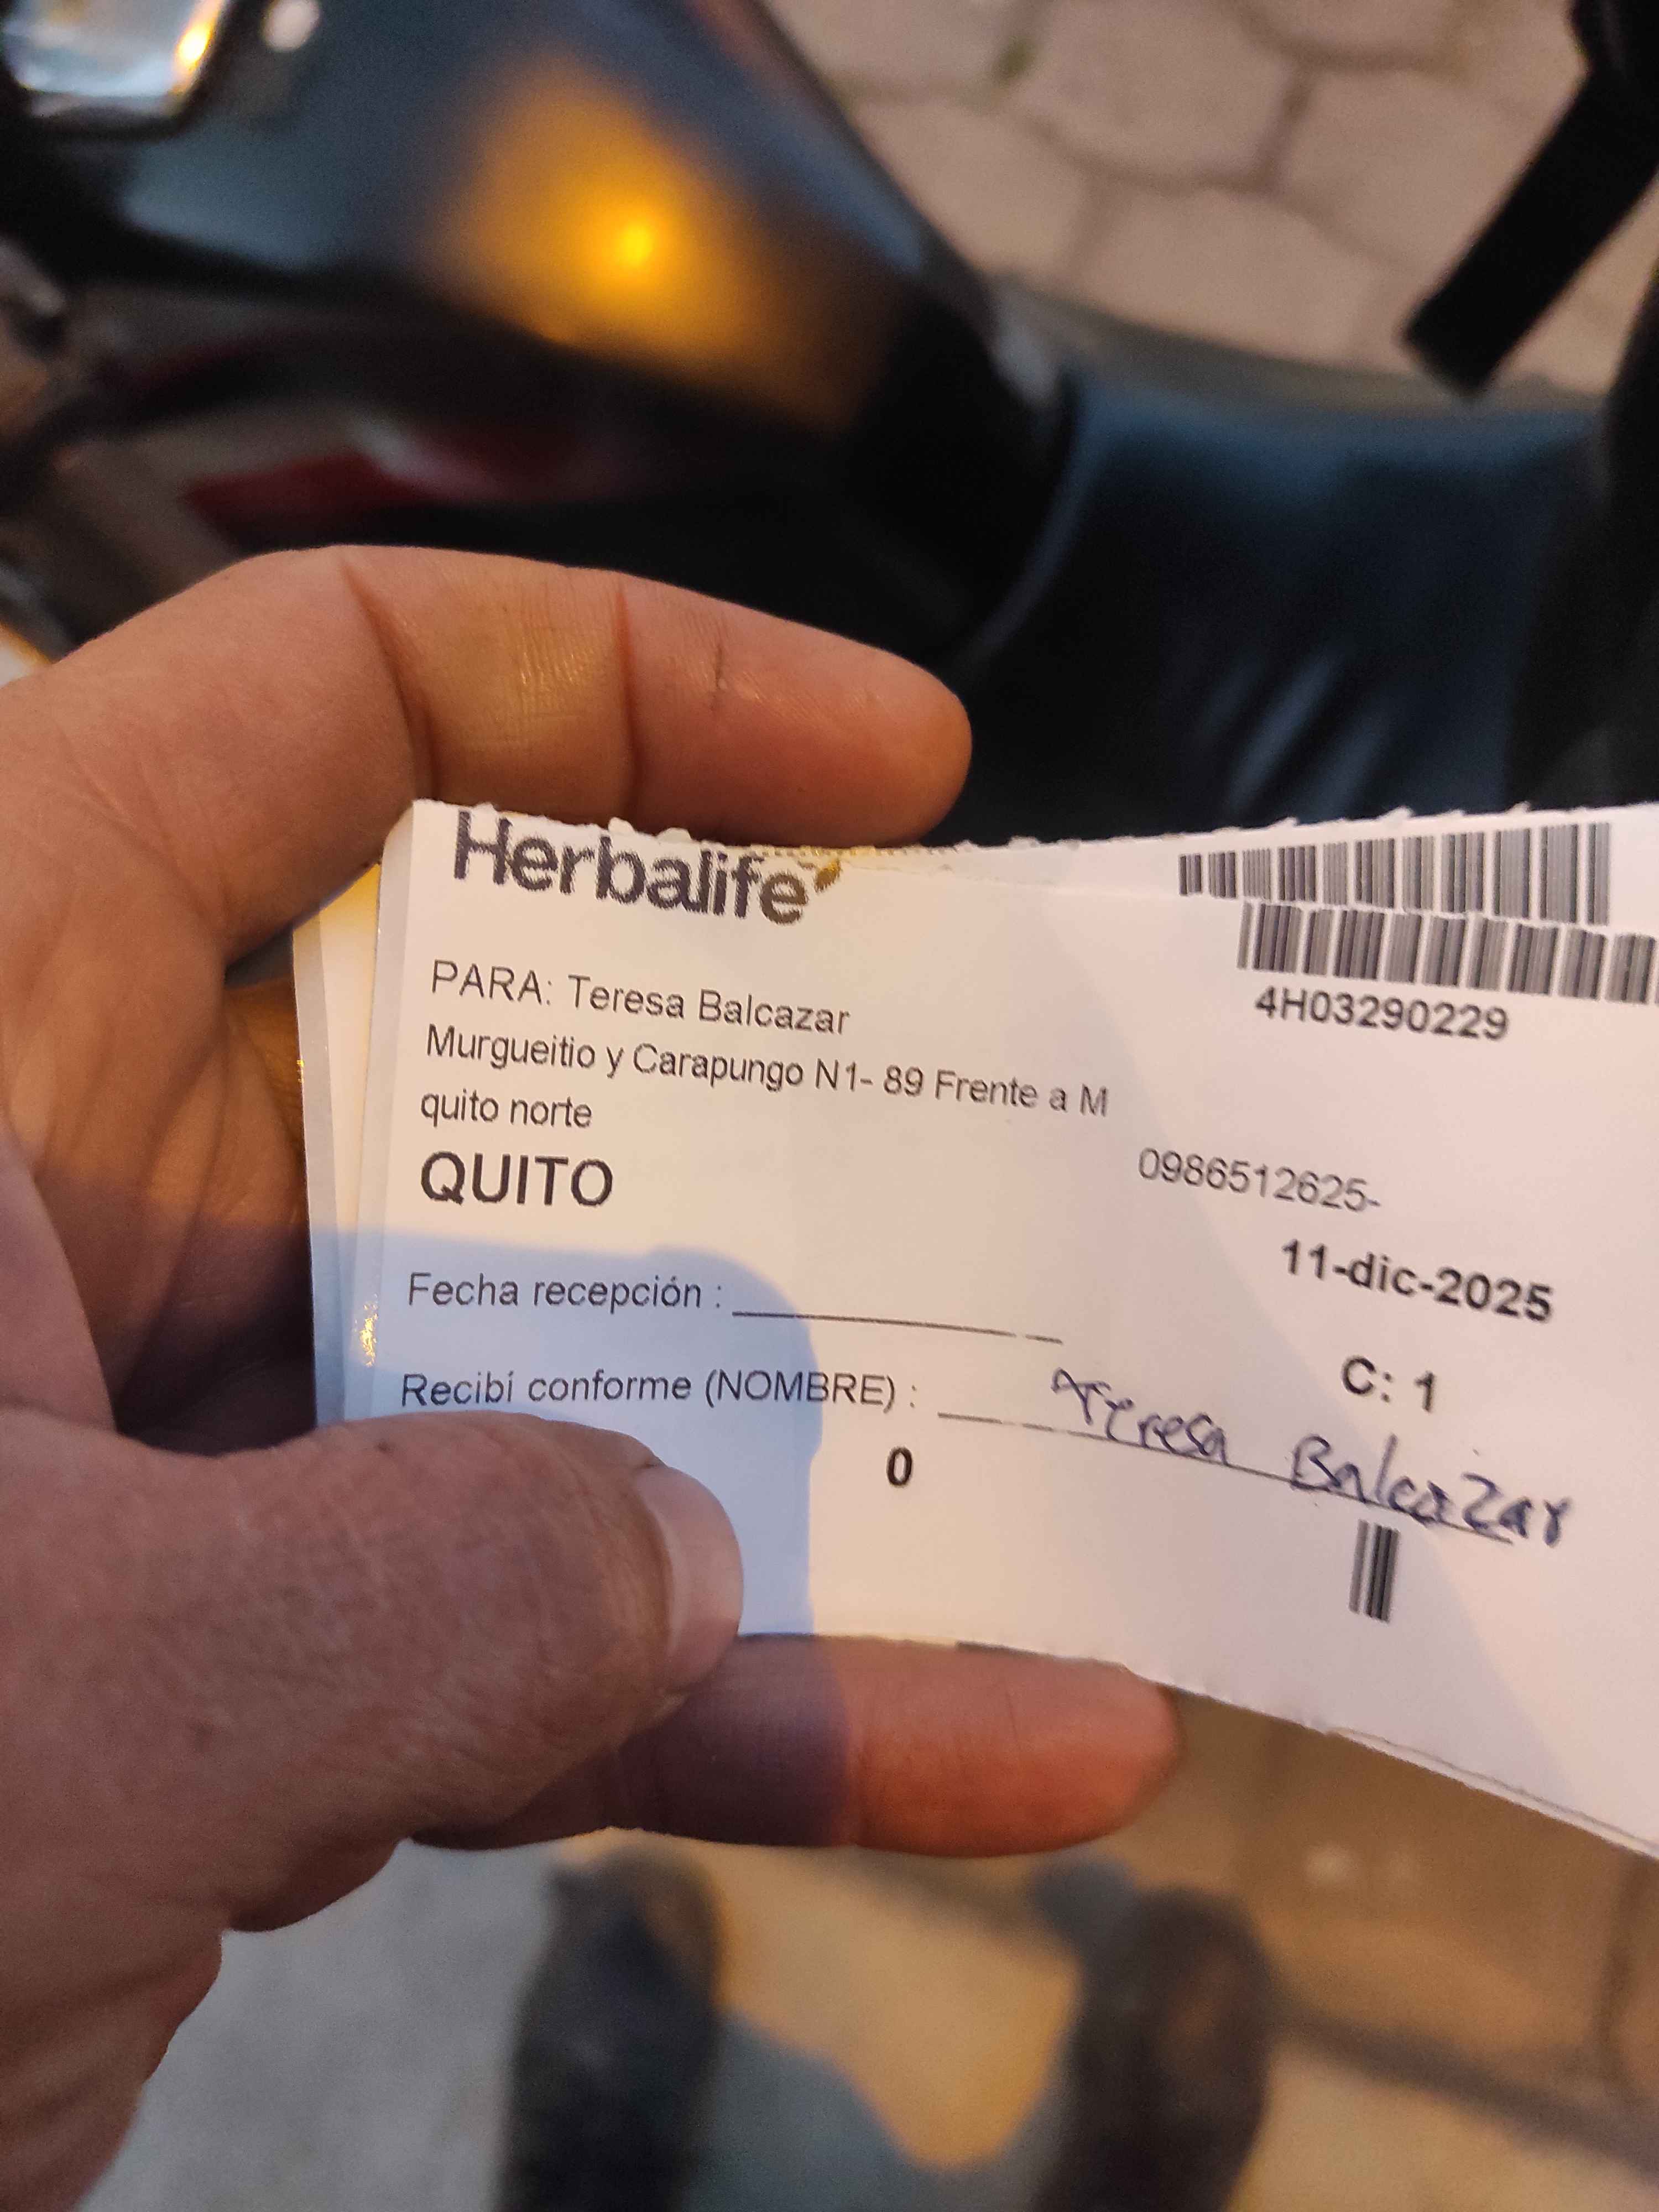 Herbalife
4H03290229
PARA: Teresa Balcazar
Murgueitio y Carapungo N1- 89 Frente a M
quito norte
0986512625-
QUITO
11-dic-2025
Fecha recepción :
C: 1
Recibí conforme (NOMBRE) : Teresa Balcazar
0